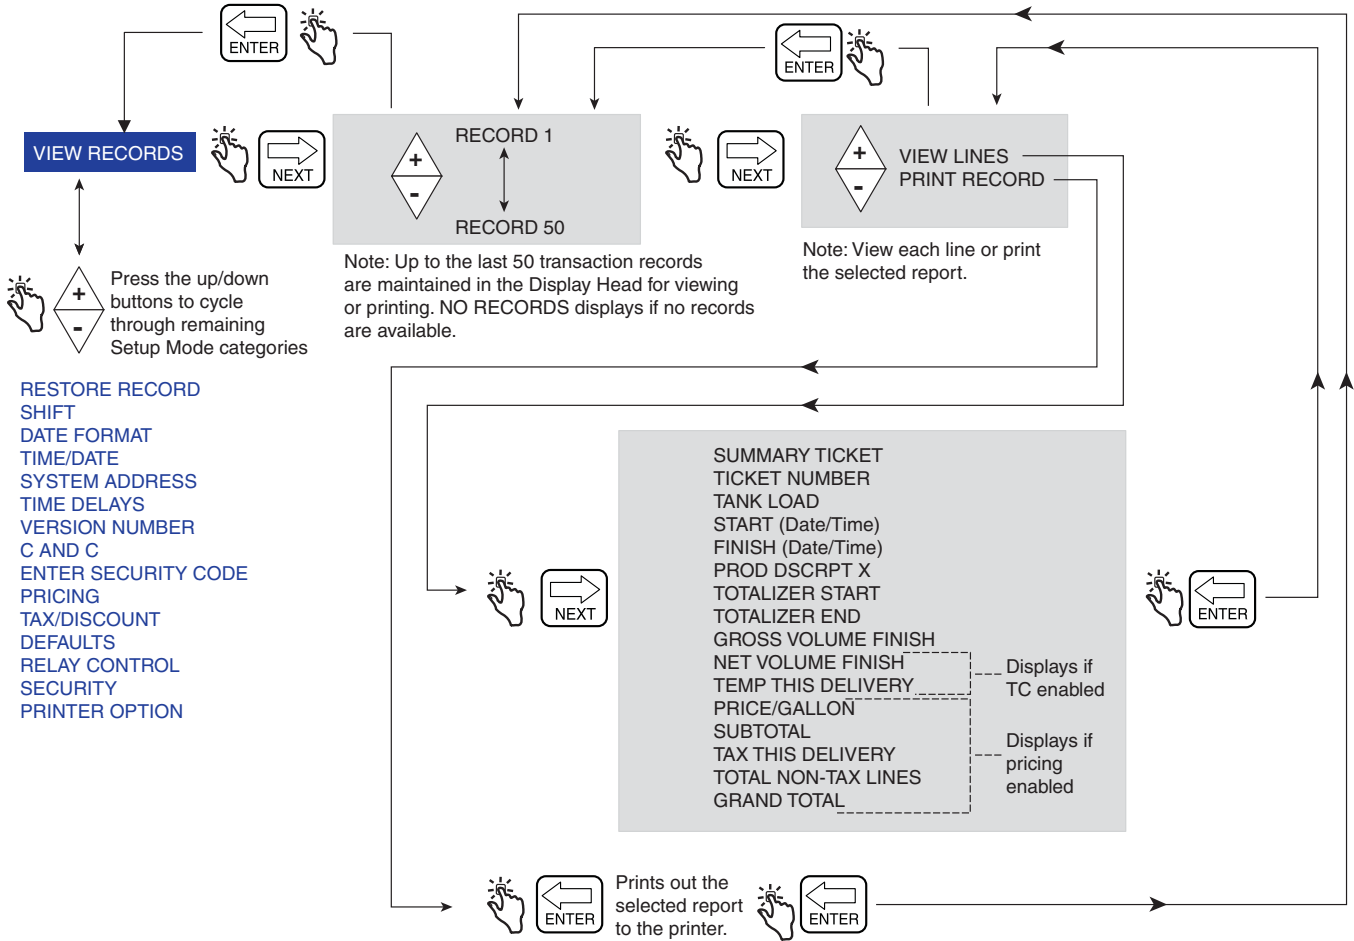 ENTER
ENTER
VIEW RECORDS
NEXT
+
-
RECORD 1
RECORD 50
NEXT
+
-
VIEW LINES
PRINT RECORD
Note: Up to the last 50 transaction records
are maintained in the Display Head for viewing
or printing. NO RECORDS displays if no records
are available.
Note: View each line or print
the selected report.
+
-
Press the up/down
buttons to cycle
through remaining
Setup Mode categories
RESTORE RECORD
SHIFT
DATE FORMAT
TIME/DATE
SYSTEM ADDRESS
TIME DELAYS
VERSION NUMBER
C AND C
ENTER SECURITY CODE
PRICING
TAX/DISCOUNT
DEFAULTS
RELAY CONTROL
SECURITY
PRINTER OPTION
NEXT
SUMMARY TICKET
TICKET NUMBER
TANK LOAD
START (Date/Time)
FINISH (Date/Time)
PROD DSCRPT X
TOTALIZER START
TOTALIZER END
GROSS VOLUME FINISH
NET VOLUME FINISH
TEMP THIS DELIVERY
PRICE/GALLON
SUBTOTAL
TAX THIS DELIVERY
TOTAL NON-TAX LINES
GRAND TOTAL
Displays if
TC enabled
Displays if
pricing
enabled
ENTER
ENTER
Prints out the
selected report
to the printer.
ENTER